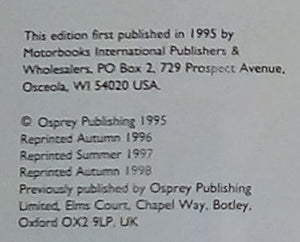 This edition first published in 1995 by
Motorbooks International Publishers &
Wholesalers, PO Box 2, 729 Prospect Avenue,
Osceola, WI 54020 USA.
© Osprey Publishing 1995
Reprinted Autumn 1996
Reprinted Summer 1997
Reprinted Autumn 1998
Previously published by Osprey Publishing
Limited, Elms Court, Chapel Way, Botley,
Oxford OX2 9LP, UK